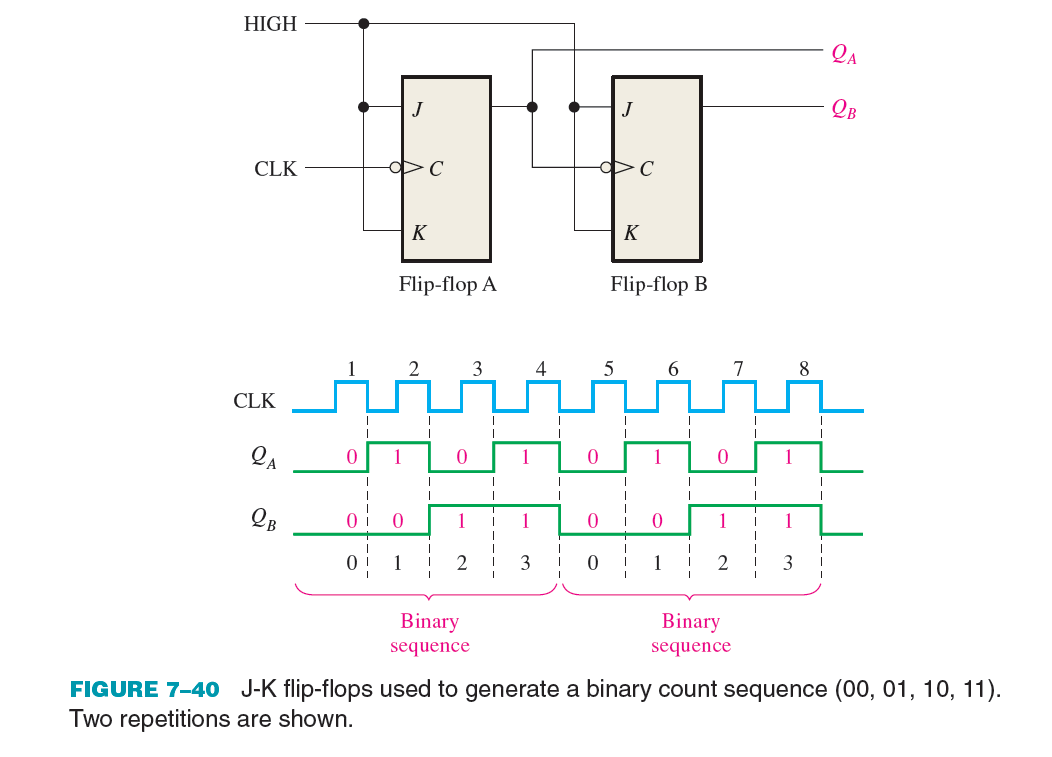 HIGH
Q_A
J J Q_B
CLK C C
K K
Flip-flop A Flip-flop B
1 2 3 4 5 6 7 8
CLK
Q_A 0 1 0 1 0 1 0 1
Q_B 0 0 1 1 0 0 1 1
0 1 2 3 0 1 2 3
Binary Binary
sequence sequence
FIGURE 7–40 J-K flip-flops used to generate a binary count sequence (00, 01, 10, 11).
Two repetitions are shown.